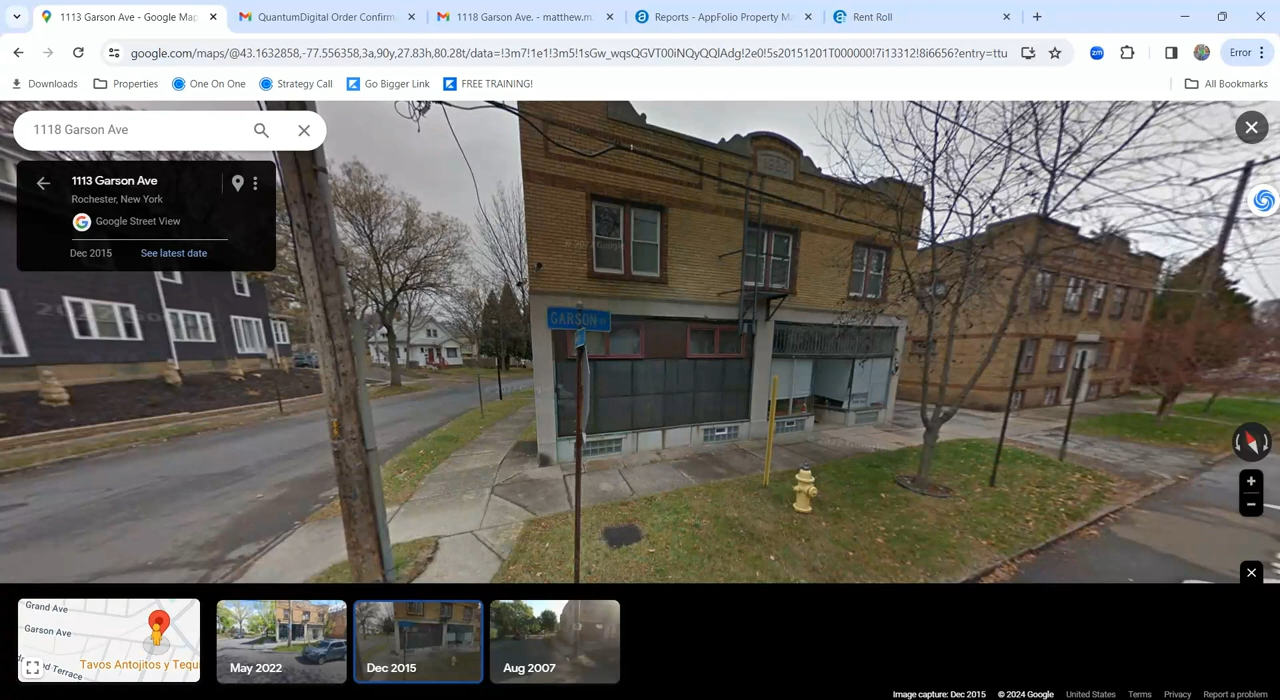 1113 Garson Ave - Google Map
QuantumDigital Order Confirm
1118 Garson Ave. - matthew.m
Reports - AppFolio Property M
Rent Roll
google.com/maps/@43.1632858,-77.556358,3a,90y,27.83h,80.28t/data=!3m7!1e1!3m5!1sGw_wqsQGVT00iNQyQQlAdg!2e0!5s20151201T000000!7i13312!8i6656?entry=ttu
zm
Error
Downloads
Properties
One On One
Strategy Call
Go Bigger Link
FREE TRAINING!
All Bookmarks
1118 Garson Ave
1113 Garson Ave
Rochester, New York
Google Street View
Dec 2015
See latest date
GARSON
Grand Ave
Garson Ave
Terrace
Tavos Antojitos y Tequi
May 2022
Dec 2015
Aug 2007
Image capture: Dec 2015
© 2024 Google
United States
Terms
Privacy
Report a problem